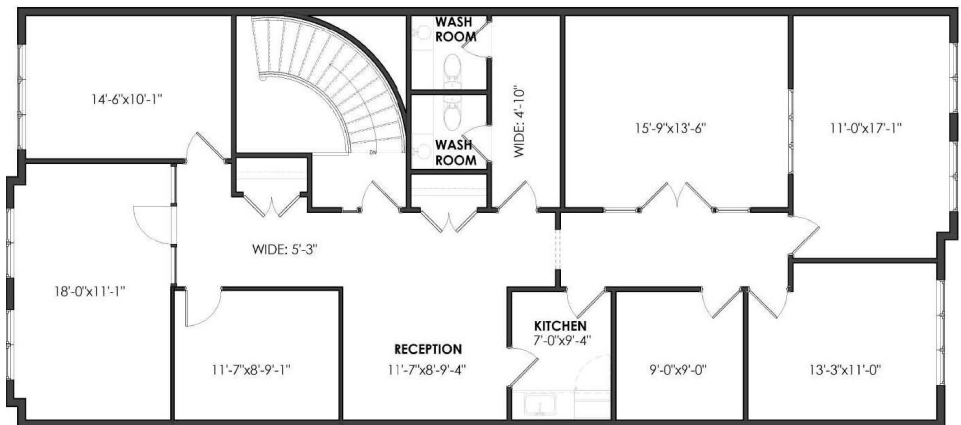 WASH
ROOM
14'-6"x10'-1"
WIDE: 4'-10"
15'-9"x13'-6"
11'-0"x17'-1"
WASH
ROOM
DN
WIDE: 5'-3"
18'-0"x11'-1"
KITCHEN
7'-0"x9'-4"
RECEPTION
11'-7"x8'-9'-4"
11'-7"x8'-9'-1"
9'-0"x9'-0"
13'-3"x11'-0"